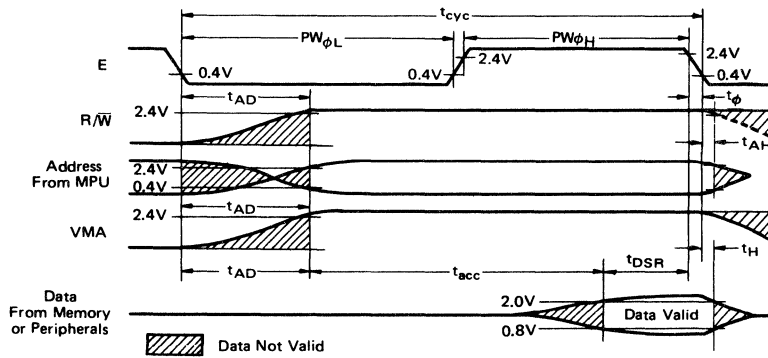 tcyc
PWϕL
PWϕH
E
0.4V
0.4V
2.4V
2.4V
0.4V
tAD
tϕ
2.4V
R/W̅
tAH
Address
From MPU
2.4V
0.4V
tAD
2.4V
VMA
tH
tAD
tacc
tDSR
Data
From Memory
or Peripherals
2.0V
Data Valid
0.8V
Data Not Valid